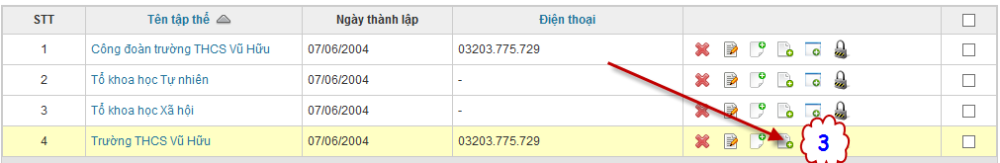 STT Tên tập thể Ngày thành lập Điện thoại
1 Công đoàn trường THCS Vũ Hữu 07/06/2004 03203.775.729
2 Tổ khoa học Tự nhiên 07/06/2004 -
3 Tổ khoa học Xã hội 07/06/2004 -
4 Trường THCS Vũ Hữu 07/06/2004 03203.775.729
3